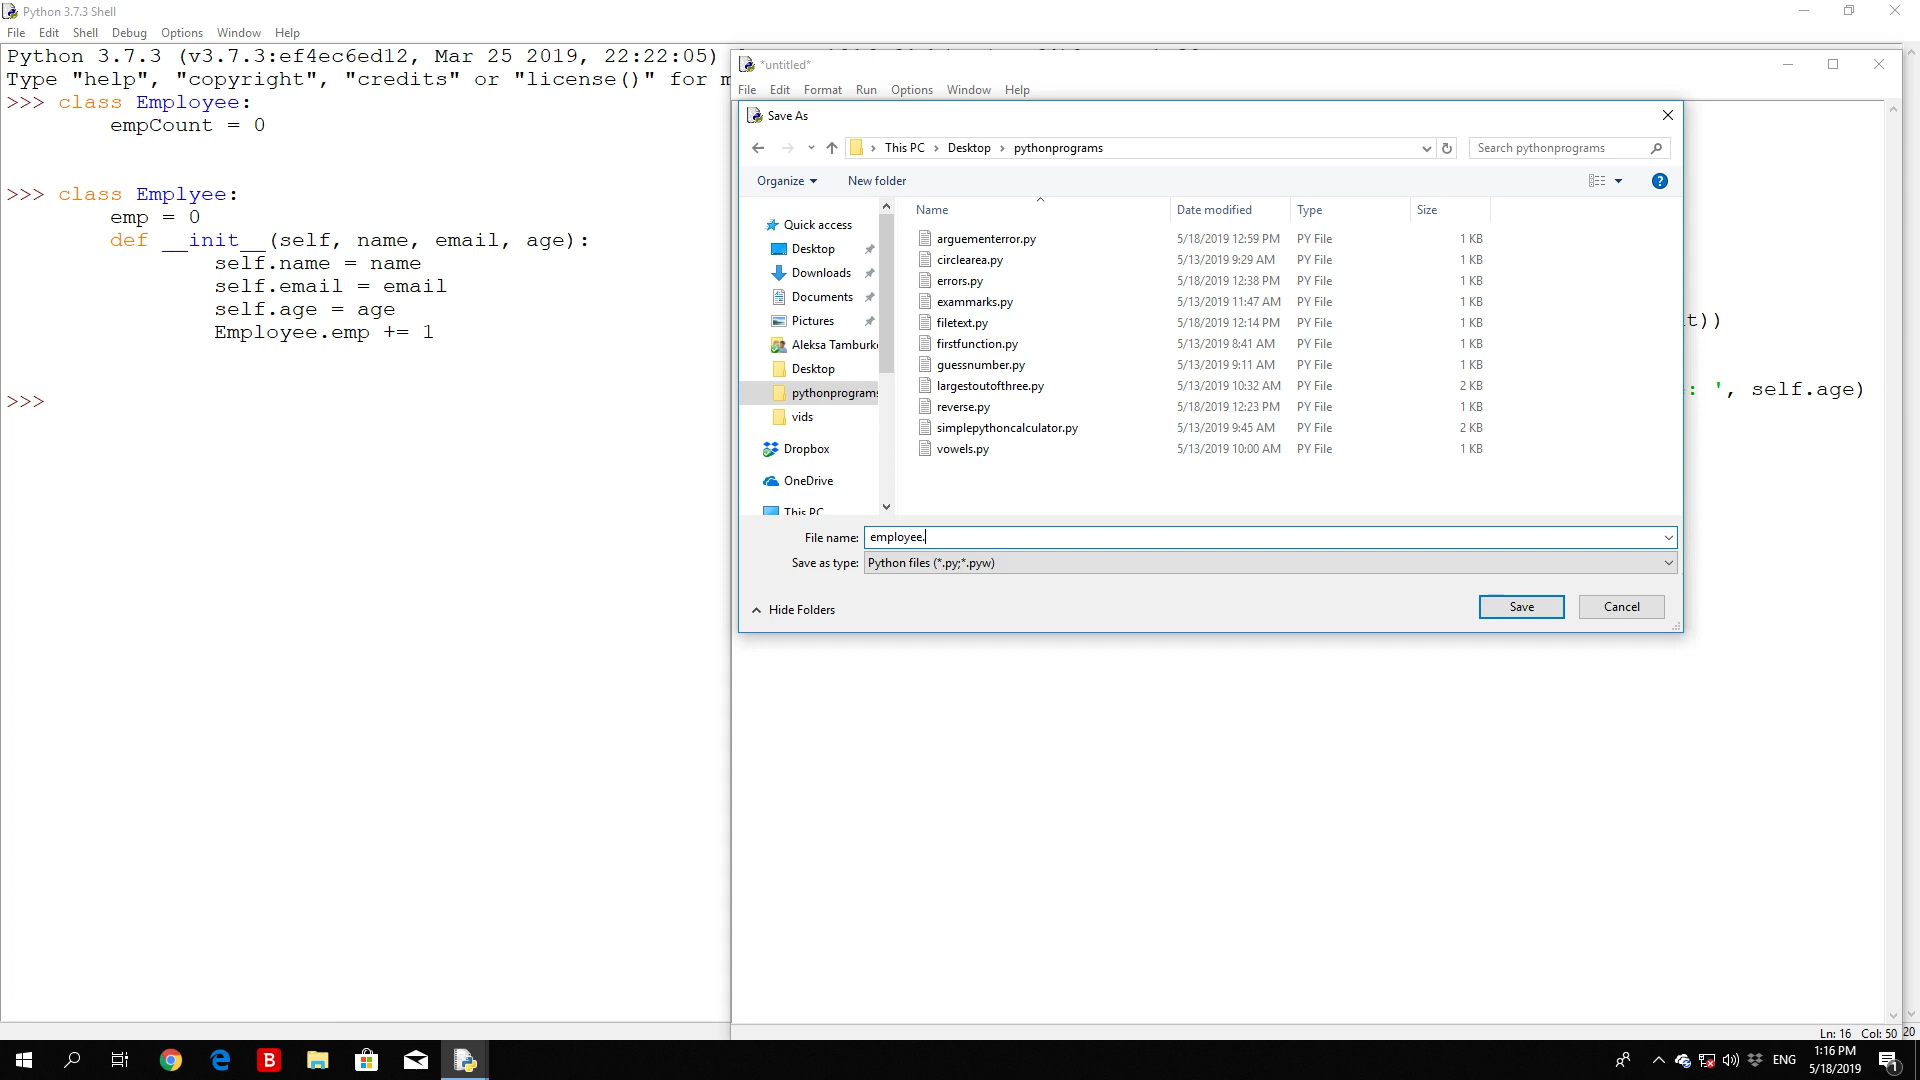 Python 3.7.3 Shell
File Edit Shell Debug Options Window Help
Python 3.7.3 (v3.7.3:ef4ec6ed12, Mar 25 2019, 22:22:05)
Type "help", "copyright", "credits" or "license()" for m
>>> class Employee:
empCount = 0
>>> class Emplyee:
emp = 0
def __init__(self, name, email, age):
self.name = name
self.email = email
self.age = age
Employee.emp += 1
>>>
*untitled*
File Edit Format Run Options Window Help
Save As
This PC > Desktop > pythonprograms
Search pythonprograms
Organize New folder
Quick access
Desktop
Downloads
Documents
Pictures
Aleksa Tamburk
Desktop
pythonprograms
vids
Dropbox
OneDrive
This PC
Name Date modified Type Size
arguementerror.py 5/18/2019 12:59 PM PY File 1 KB
circlearea.py 5/13/2019 9:29 AM PY File 1 KB
errors.py 5/18/2019 12:38 PM PY File 1 KB
exammarks.py 5/13/2019 11:47 AM PY File 1 KB
filetext.py 5/18/2019 12:14 PM PY File 1 KB
firstfunction.py 5/13/2019 8:41 AM PY File 1 KB
guessnumber.py 5/13/2019 9:11 AM PY File 1 KB
largestoutofthree.py 5/13/2019 10:32 AM PY File 2 KB
reverse.py 5/18/2019 12:23 PM PY File 1 KB
simplepythoncalculator.py 5/13/2019 9:45 AM PY File 2 KB
vowels.py 5/13/2019 10:00 AM PY File 1 KB
File name: employee.
Save as type: Python files (*.py;*.pyw)
Hide Folders
Save Cancel
t))
: ', self.age)
Ln: 16 Col: 50
20
ENG
1:16 PM
5/18/2019
1